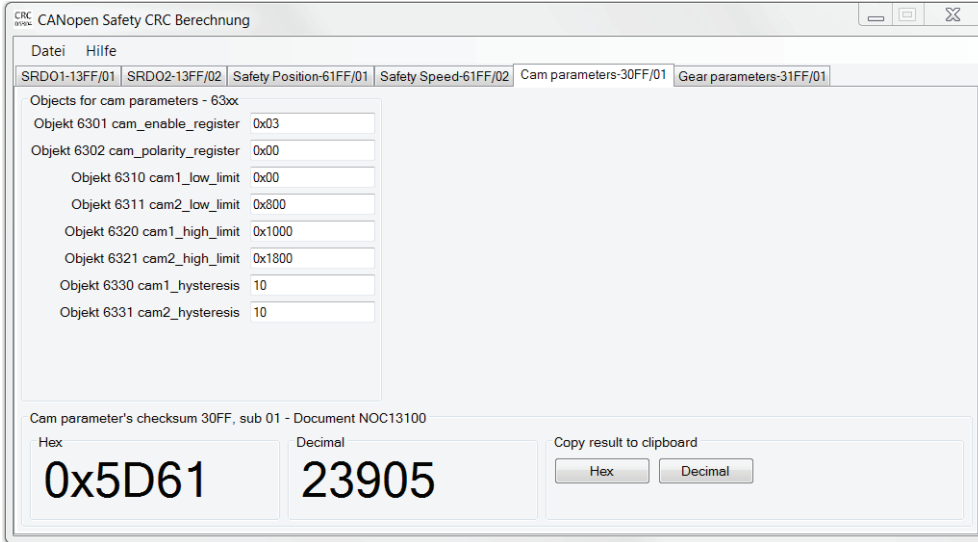 CRC CANopen Safety CRC Berechnung
Datei Hilfe
SRDO1-13FF/01 SRDO2-13FF/02 Safety Position-61FF/01 Safety Speed-61FF/02 Cam parameters-30FF/01 Gear parameters-31FF/01
Objects for cam parameters - 63xx
Objekt 6301 cam_enable_register 0x03
Objekt 6302 cam_polarity_register 0x00
Objekt 6310 cam1_low_limit 0x00
Objekt 6311 cam2_low_limit 0x800
Objekt 6320 cam1_high_limit 0x1000
Objekt 6321 cam2_high_limit 0x1800
Objekt 6330 cam1_hysteresis 10
Objekt 6331 cam2_hysteresis 10
Cam parameter's checksum 30FF, sub 01 - Document NOC13100
Hex Decimal Copy result to clipboard
0x5D61 23905 Hex Decimal